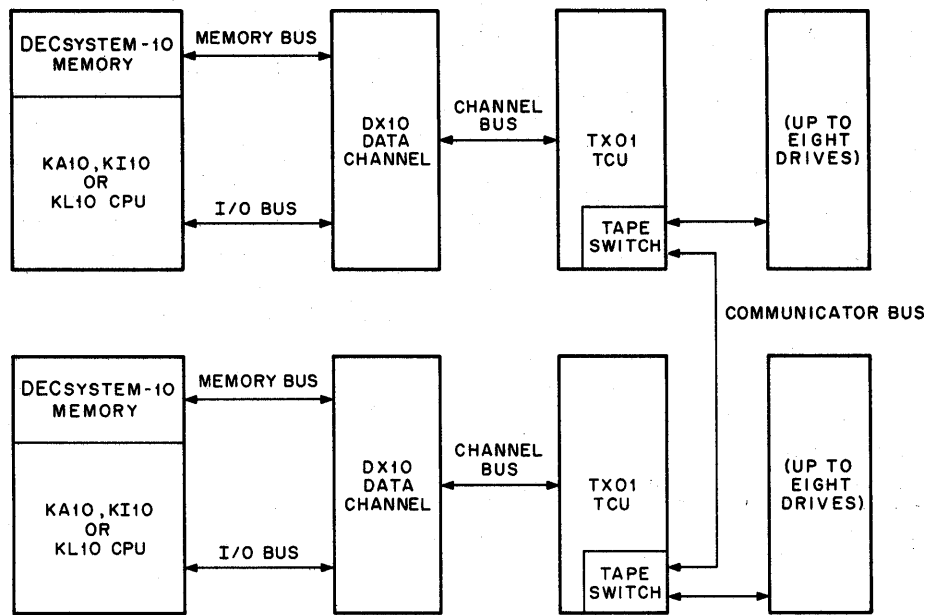 DECSYSTEM-10
MEMORY
KA10, KI10
OR
KL10 CPU
MEMORY BUS
I/O BUS
DX10
DATA
CHANNEL
CHANNEL
BUS
TX01
TCU
TAPE
SWITCH
(UP TO
EIGHT
DRIVES)
COMMUNICATOR BUS
DECSYSTEM-10
MEMORY
KA10, KI10
OR
KL10 CPU
MEMORY BUS
I/O BUS
DX10
DATA
CHANNEL
CHANNEL
BUS
TX01
TCU
TAPE
SWITCH
(UP TO
EIGHT
DRIVES)